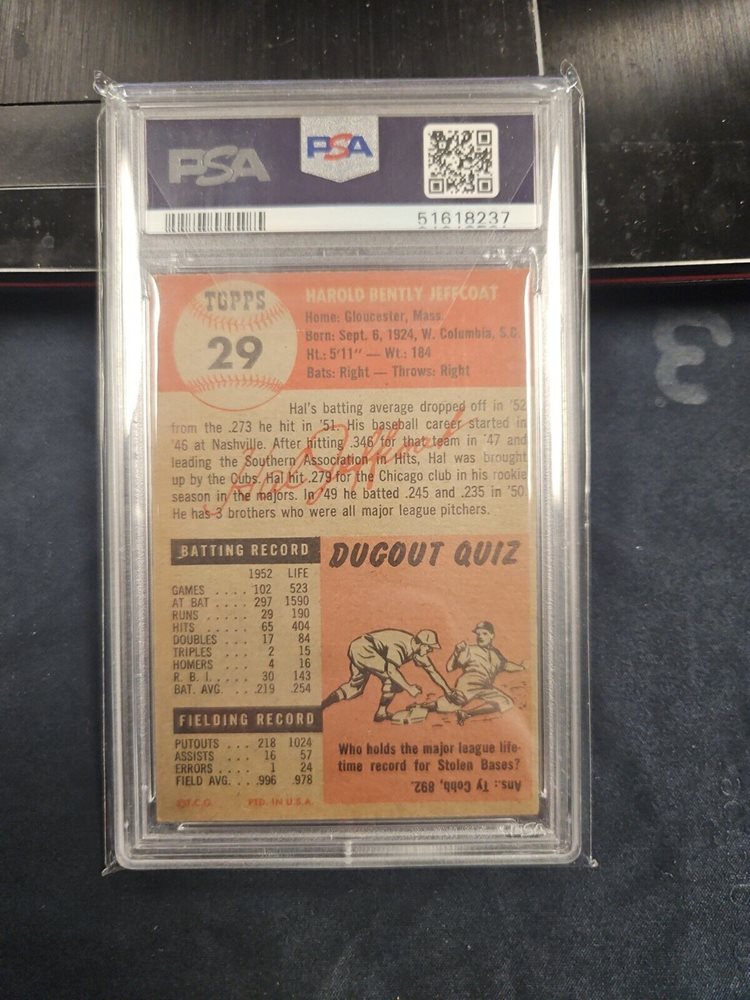 PSA
PSA
51618237
TOPPS
29
HAROLD BENTLY JEFFCOAT
Home: Gloucester, Mass.
Born: Sept. 6, 1924, W. Columbia, S.C.
Ht.: 5'11" — Wt.: 184
Bats: Right — Throws: Right
Hal's batting average dropped off in '52
from the .273 he hit in '51. His baseball career started in
'46 at Nashville. After hitting .346 for that team in '47 and
leading the Southern Association in Hits, Hal was brought
up by the Cubs. Hal hit .279 for the Chicago club in his rookie
season in the majors. In '49 he batted .245 and .235 in '50.
He has 3 brothers who were all major league pitchers.
Hal Jeffcoat
BATTING RECORD
1952 LIFE
GAMES .... 102 523
AT BAT .... 297 1590
RUNS .... 29 190
HITS .... 65 404
DOUBLES .... 17 84
TRIPLES ... 2 15
HOMERS ... 4 16
R. B. I. .... 30 143
BAT. AVG. .. .219 .254
FIELDING RECORD
PUTOUTS ... 218 1024
ASSISTS ... 16 57
ERRORS .... 1 24
FIELD AVG. ... .996 .978
©T.C.G. PTD. IN U.S.A.
DUGOUT QUIZ
Who holds the major league life-
time record for Stolen Bases?
Ans.: Ty Cobb, 892.
3